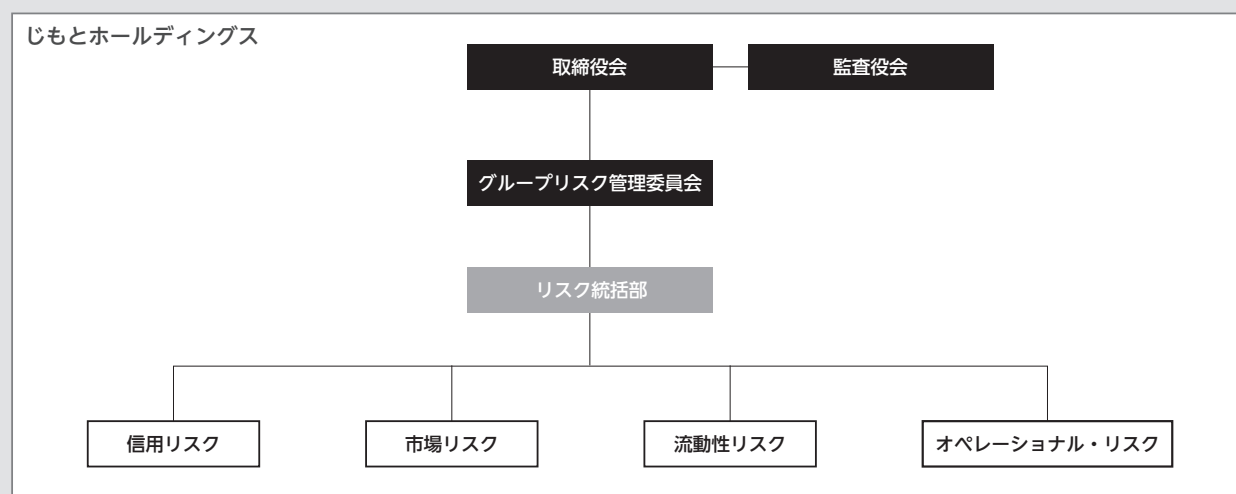 じもとホールディングス
取締役会
監査役会
グループリスク管理委員会
リスク統括部
信用リスク
市場リスク
流動性リスク
オペレーショナル・リスク